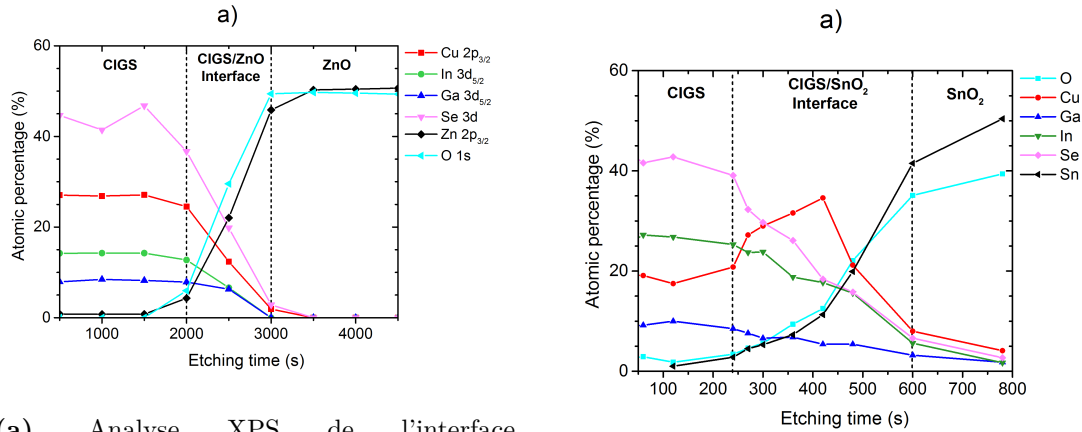 a)
60
40
20
0
Atomic percentage (%)
CIGS
CIGS/ZnO
Interface
ZnO
1000
2000
3000
4000
Etching time (s)
Cu 2p3/2
In 3d5/2
Ga 3d5/2
Se 3d
Zn 2p3/2
O 1s
a)
60
40
20
0
Atomic percentage (%)
CIGS
CIGS/SnO2
Interface
SnO2
100
200
300
400
500
600
700
800
Etching time (s)
O
Cu
Ga
In
Se
Sn
(a) Analyse XPS de l'interface